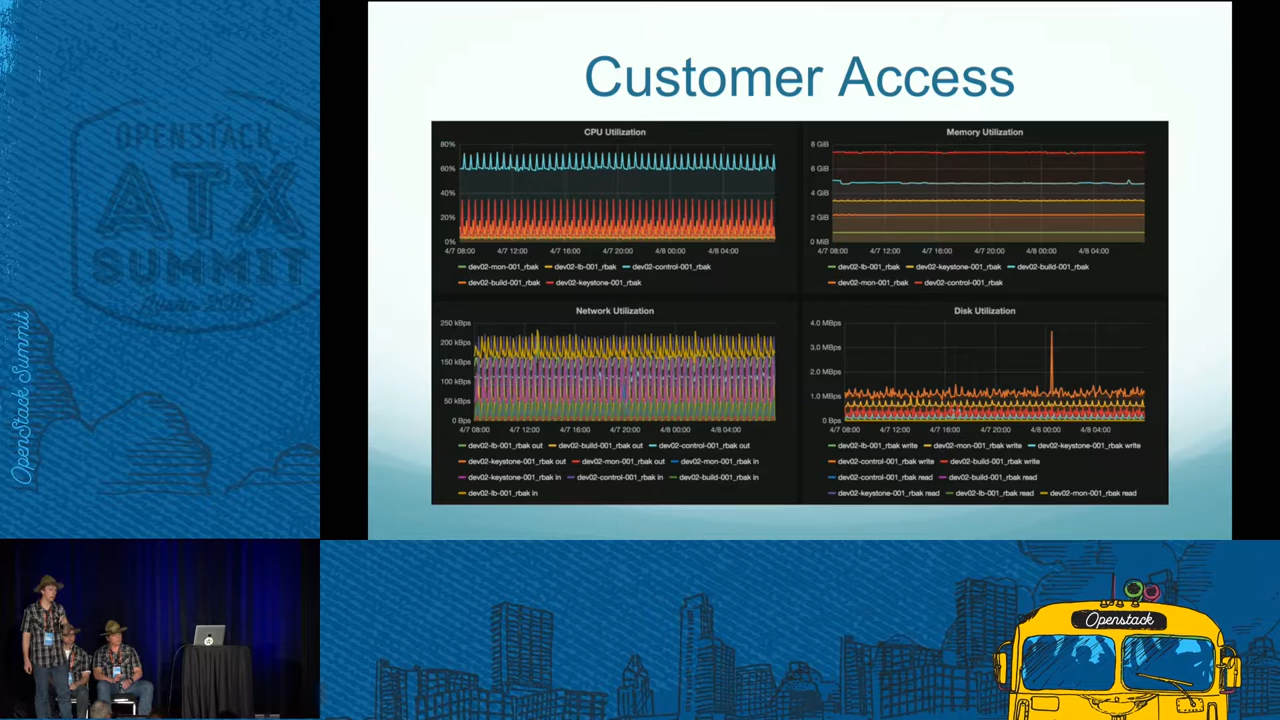 OPENSTACK
ATX
SUMMIT
OpenStack Summit
Customer Access
CPU Utilization
80%
60%
40%
20%
0%
4/7 08:00 4/7 12:00 4/7 16:00 4/7 20:00 4/8 00:00 4/8 04:00
dev02-mon-001_rbak dev02-lb-001_rbak dev02-control-001_rbak
dev02-build-001_rbak dev02-keystone-001_rbak
Memory Utilization
8 GiB
6 GiB
4 GiB
2 GiB
0 MiB
4/7 08:00 4/7 12:00 4/7 16:00 4/7 20:00 4/8 00:00 4/8 04:00
dev02-lb-001_rbak dev02-keystone-001_rbak dev02-build-001_rbak
dev02-mon-001_rbak dev02-control-001_rbak
Network Utilization
250 kBps
200 kBps
150 kBps
100 kBps
50 kBps
0 Bps
4/7 08:00 4/7 12:00 4/7 16:00 4/7 20:00 4/8 00:00 4/8 04:00
dev02-lb-001_rbak out dev02-build-001_rbak out dev02-control-001_rbak out
dev02-keystone-001_rbak out dev02-mon-001_rbak out dev02-mon-001_rbak in
dev02-keystone-001_rbak in dev02-control-001_rbak in dev02-build-001_rbak in
dev02-lb-001_rbak in
Disk Utilization
4.0 MBps
3.0 MBps
2.0 MBps
1.0 MBps
0 Bps
4/7 08:00 4/7 12:00 4/7 16:00 4/7 20:00 4/8 00:00 4/8 04:00
dev02-lb-001_rbak write dev02-mon-001_rbak write dev02-keystone-001_rbak write
dev02-control-001_rbak write dev02-build-001_rbak write
dev02-control-001_rbak read dev02-build-001_rbak read
dev02-keystone-001_rbak read dev02-lb-001_rbak read dev02-mon-001_rbak read
Openstack